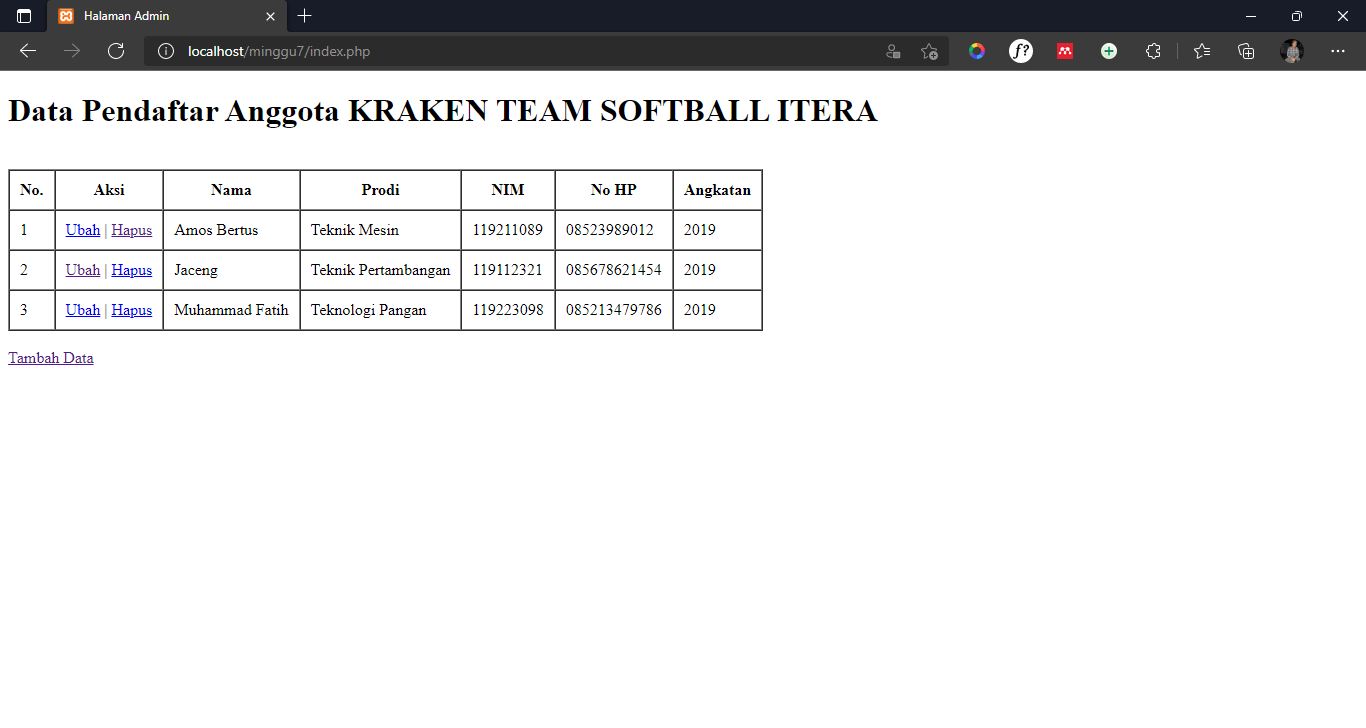 Halaman Admin
localhost/minggu7/index.php
f?
Data Pendaftar Anggota KRAKEN TEAM SOFTBALL ITERA
No. Aksi Nama Prodi NIM No HP Angkatan
1 Ubah | Hapus Amos Bertus Teknik Mesin 119211089 08523989012 2019
2 Ubah | Hapus Jaceng Teknik Pertambangan 119112321 085678621454 2019
3 Ubah | Hapus Muhammad Fatih Teknologi Pangan 119223098 085213479786 2019
Tambah Data